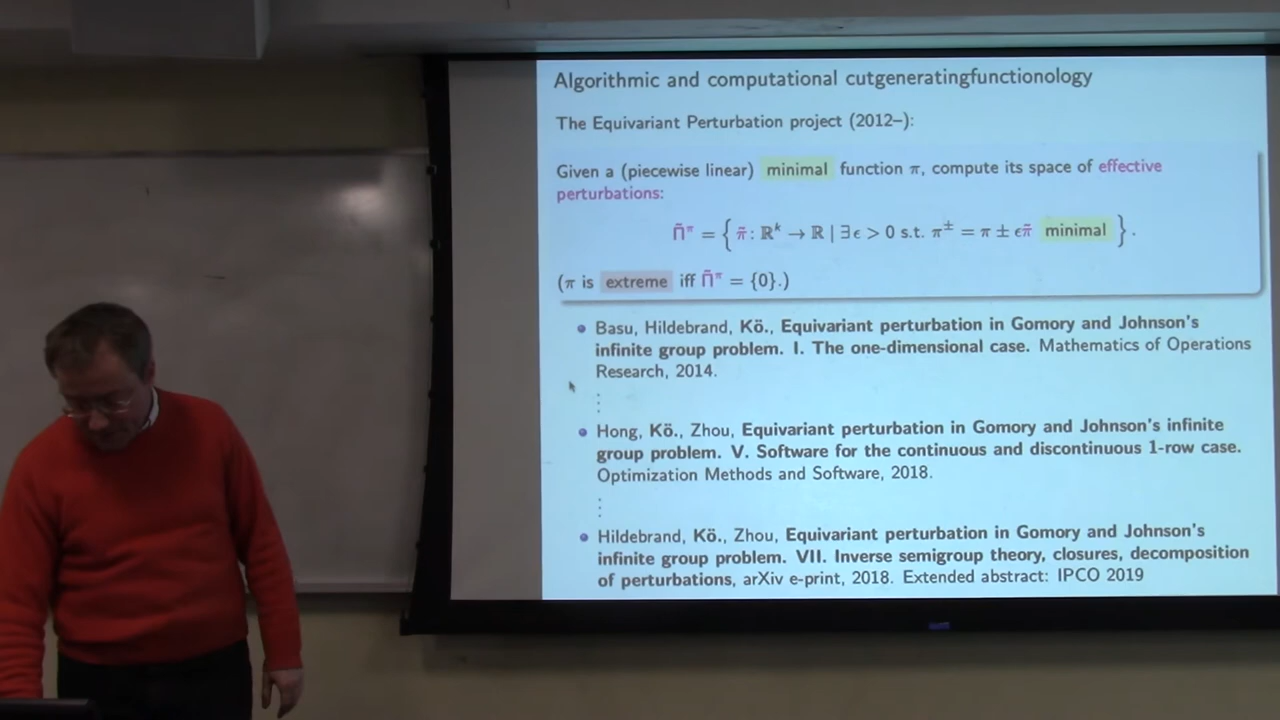 Algorithmic and computational cutgeneratingfunctionology
The Equivariant Perturbation project (2012–):
Given a (piecewise linear) minimal function π, compute its space of effective
perturbations:
Π̃^π = { π̃ : ℝ^k → ℝ | ∃ ϵ > 0 s.t. π^± = π ± ϵπ̃ minimal }.
(π is extreme iff Π̃^π = {0}.)
• Basu, Hildebrand, Kö., Equivariant perturbation in Gomory and Johnson's
infinite group problem. I. The one-dimensional case. Mathematics of Operations
Research, 2014.
⋮
• Hong, Kö., Zhou, Equivariant perturbation in Gomory and Johnson's infinite
group problem. V. Software for the continuous and discontinuous 1-row case.
Optimization Methods and Software, 2018.
⋮
• Hildebrand, Kö., Zhou, Equivariant perturbation in Gomory and Johnson's
infinite group problem. VII. Inverse semigroup theory, closures, decomposition
of perturbations, arXiv e-print, 2018. Extended abstract: IPCO 2019